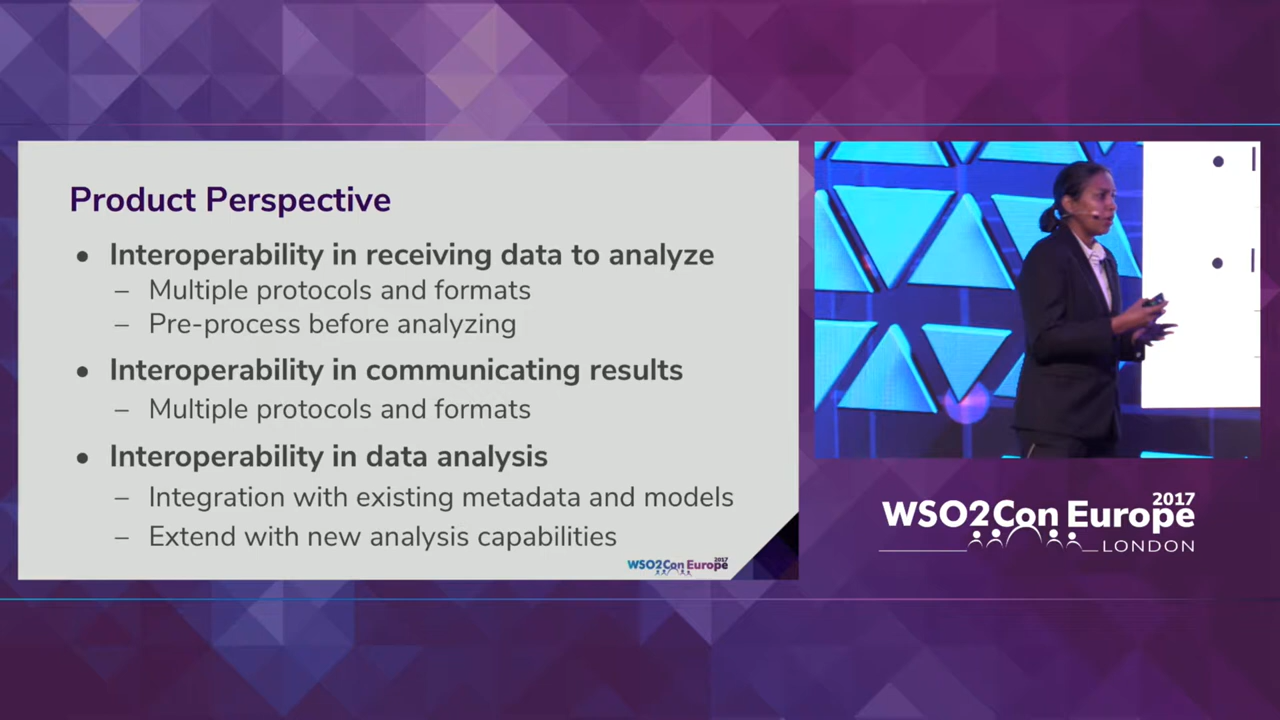 Product Perspective
• Interoperability in receiving data to analyze
– Multiple protocols and formats
– Pre-process before analyzing
• Interoperability in communicating results
– Multiple protocols and formats
• Interoperability in data analysis
– Integration with existing metadata and models
– Extend with new analysis capabilities
WSO2Con Europe 2017
WSO2Con Europe 2017
LONDON